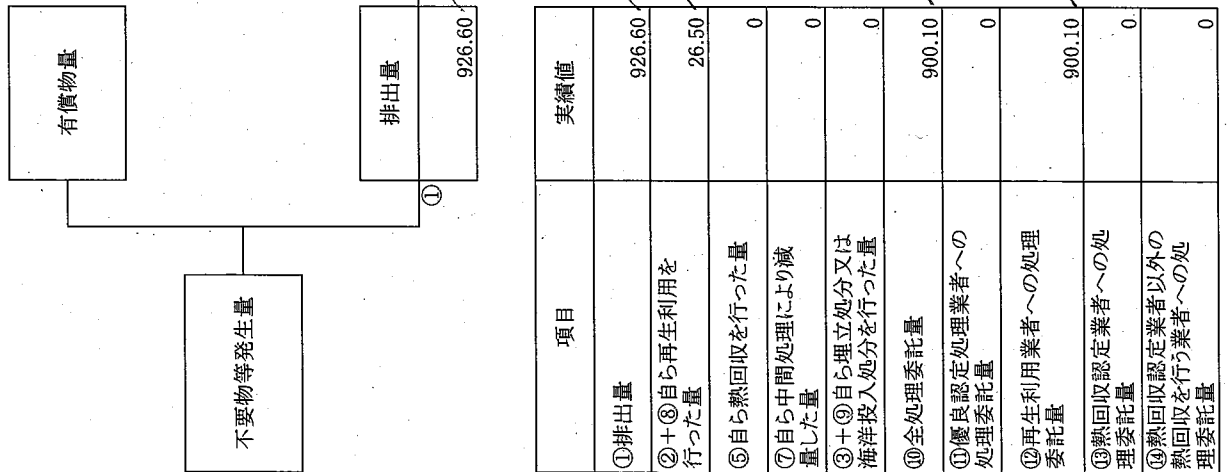 有償物量
不要物等発生量
排出量
①
926.60
項目
実績値
①排出量
926.60
②+⑧自ら再生利用を
行った量
26.50
⑤自ら熱回収を行った量
0
⑦自ら中間処理により減
量した量
0
③+⑨自ら埋立処分又は
海洋投入処分を行った量
0
⑩全処理委託量
900.10
⑪優良認定処理業者への
処理委託量
0
⑫再生利用業者への処理
委託量
900.10
⑬熱回収認定業者への処
理委託量
0
⑭熱回収認定業者以外の
熱回収を行う業者への処
理委託量
0